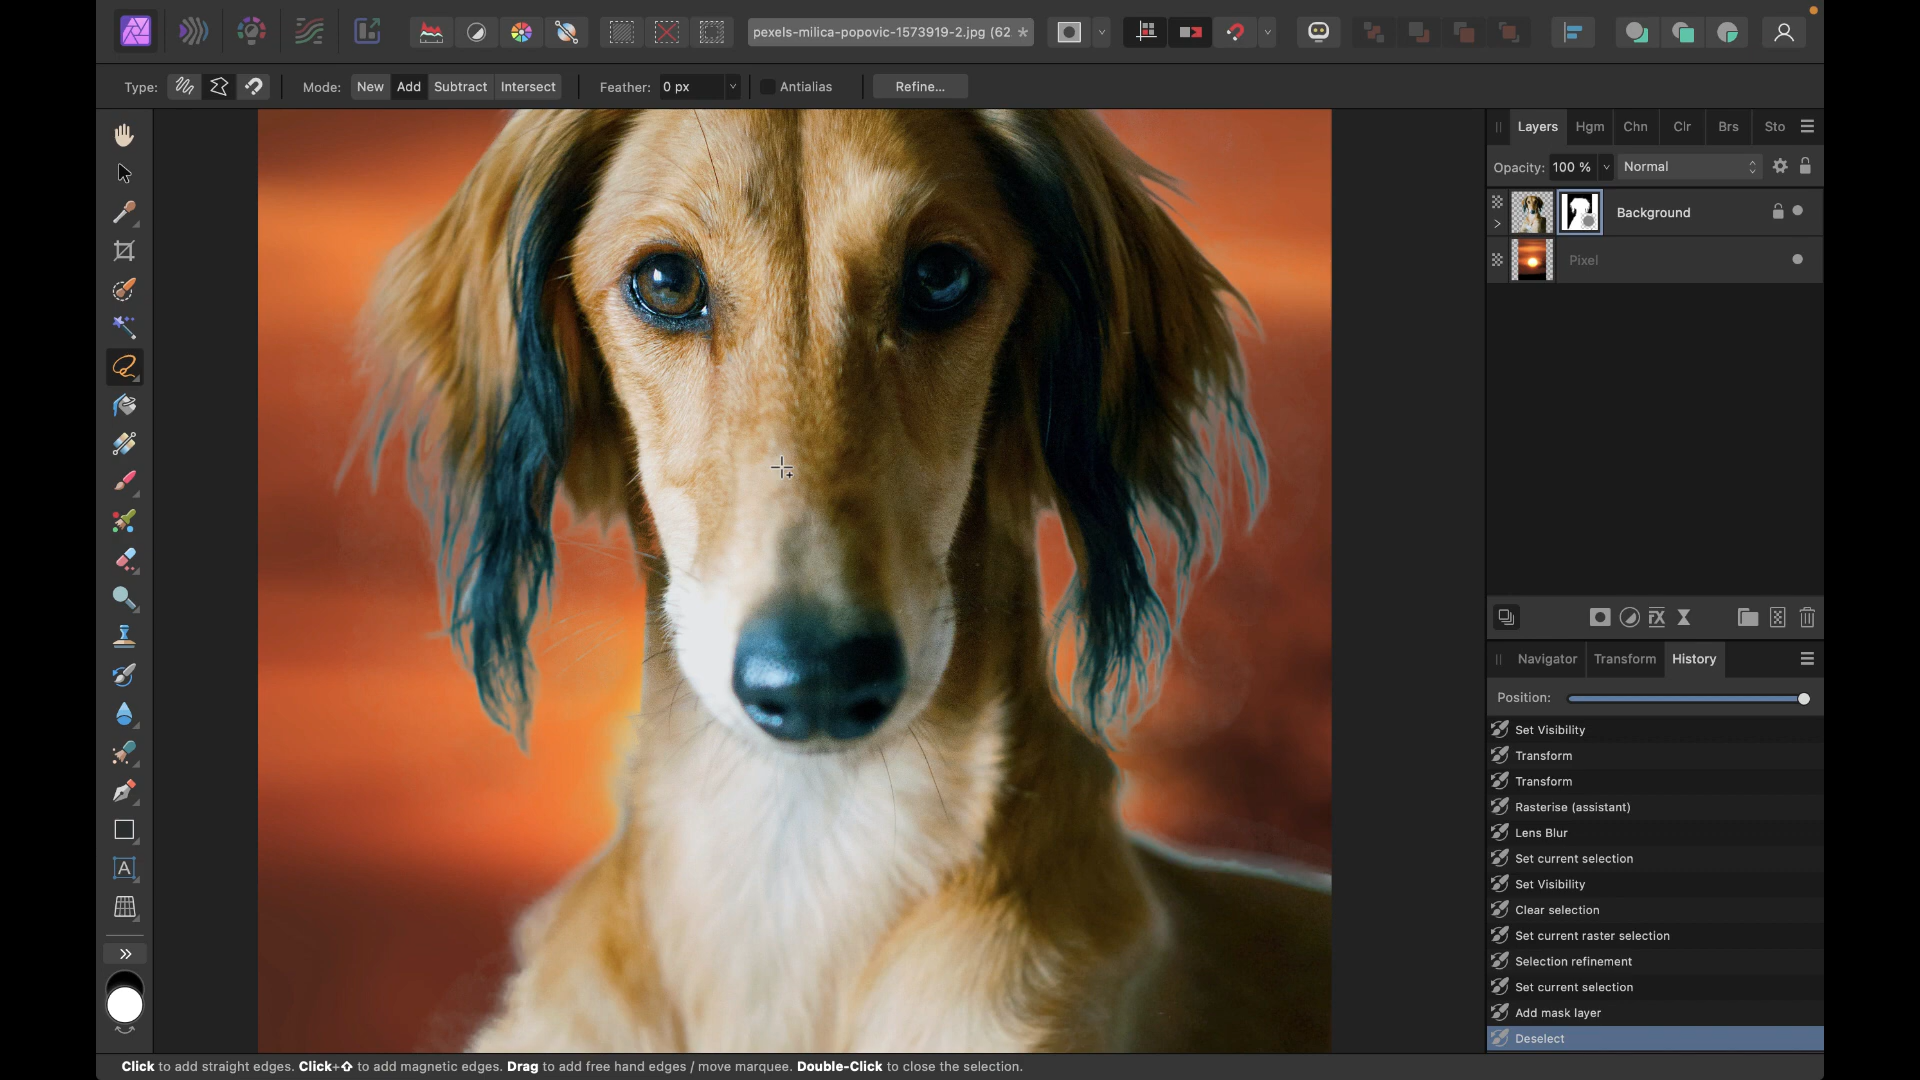 pexels-milica-popovic-1573919-2.jpg (62 *
Type: Mode: New Add Subtract Intersect Feather: 0 px Antialias Refine...
Layers Hgm Chn Clr Brs Sto
Opacity: 100 % Normal
Background
Pixel
Navigator Transform History
Position:
Set Visibility
Transform
Transform
Rasterise (assistant)
Lens Blur
Set current selection
Set Visibility
Clear selection
Set current raster selection
Selection refinement
Set current selection
Add mask layer
Deselect
Click to add straight edges. Click+⇧ to add magnetic edges. Drag to add free hand edges / move marquee. Double-Click to close the selection.